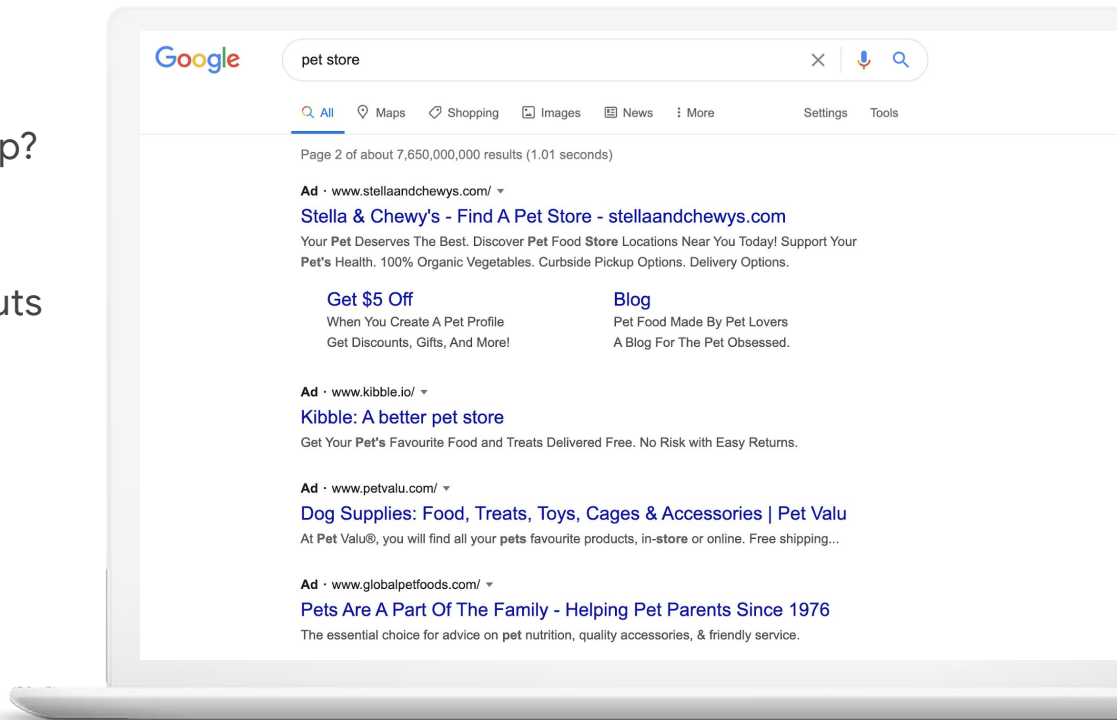 p?
uts
Google
pet store
All Maps Shopping Images News More Settings Tools
Page 2 of about 7,650,000,000 results (1.01 seconds)
Ad · www.stellaandchewys.com/
Stella & Chewy's - Find A Pet Store - stellaandchewys.com
Your Pet Deserves The Best. Discover Pet Food Store Locations Near You Today! Support Your
Pet's Health. 100% Organic Vegetables. Curbside Pickup Options. Delivery Options.
Get $5 Off
When You Create A Pet Profile
Get Discounts, Gifts, And More!
Blog
Pet Food Made By Pet Lovers
A Blog For The Pet Obsessed.
Ad · www.kibble.io/
Kibble: A better pet store
Get Your Pet's Favourite Food and Treats Delivered Free. No Risk with Easy Returns.
Ad · www.petvalu.com/
Dog Supplies: Food, Treats, Toys, Cages & Accessories | Pet Valu
At Pet Valu®, you will find all your pets favourite products, in-store or online. Free shipping...
Ad · www.globalpetfoods.com/
Pets Are A Part Of The Family - Helping Pet Parents Since 1976
The essential choice for advice on pet nutrition, quality accessories, & friendly service.